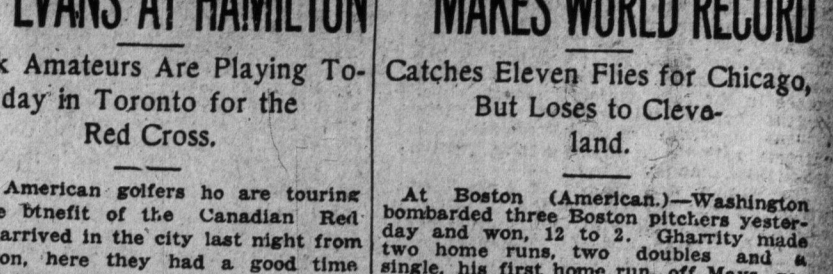 EVANS AT HAMILTON
Amateurs Are Playing To-
day in Toronto for the
Red Cross.
American golfers ho are touring
btnefit of the Canadian Red
arrived in the city last night from
on, here they had a good time
MAKES WORLD RECORD
Catches Eleven Flies for Chicago,
But Loses to Cleve-
land.
At Boston (American.)—Washington
bombarded three Boston pitchers yester-
day and won, 12 to 2. Gharrity made
two home runs, two doubles and a
single, his first home run off